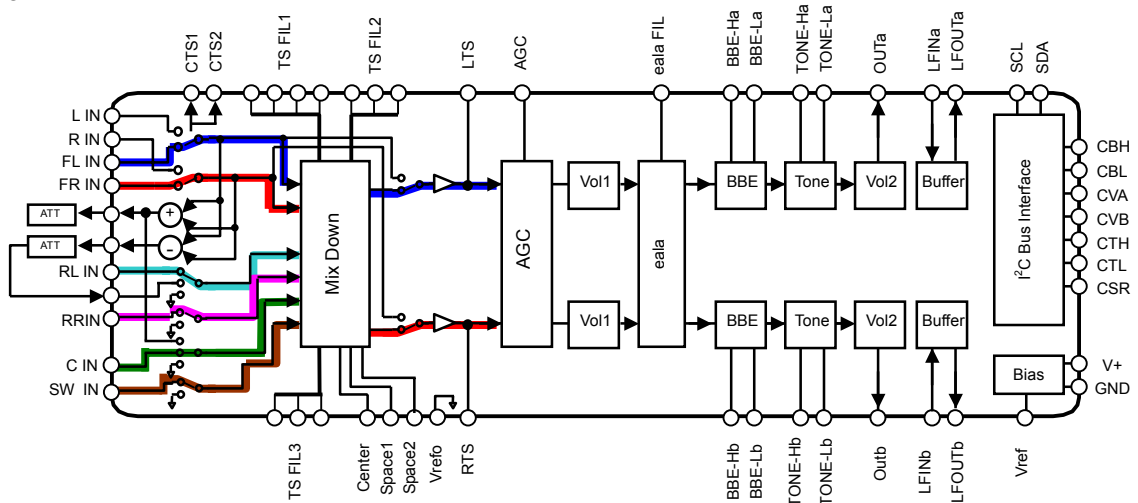 CTS1
CTS2
TS FIL1
TS FIL2
LTS
AGC
eala FIL
BBE-Ha
BBE-La
TONE-Ha
TONE-La
OUTa
LFINa
LFOUTa
SCL
SDA
L IN
R IN
FL IN
FR IN
ATT
+
ATT
-
RL IN
RRIN
C IN
SW IN
Mix Down
AGC
Vol1
eala
BBE
Tone
Vol2
Buffer
Vol1
BBE
Tone
Vol2
Buffer
I²C Bus Interface
Bias
CBH
CBL
CVA
CVB
CTH
CTL
CSR
V+
GND
TS FIL3
Center
Space1
Space2
Vrefo
RTS
BBE-Hb
BBE-Lb
TONE-Hb
TONE-Lb
Outb
LFINb
LFOUTb
Vref